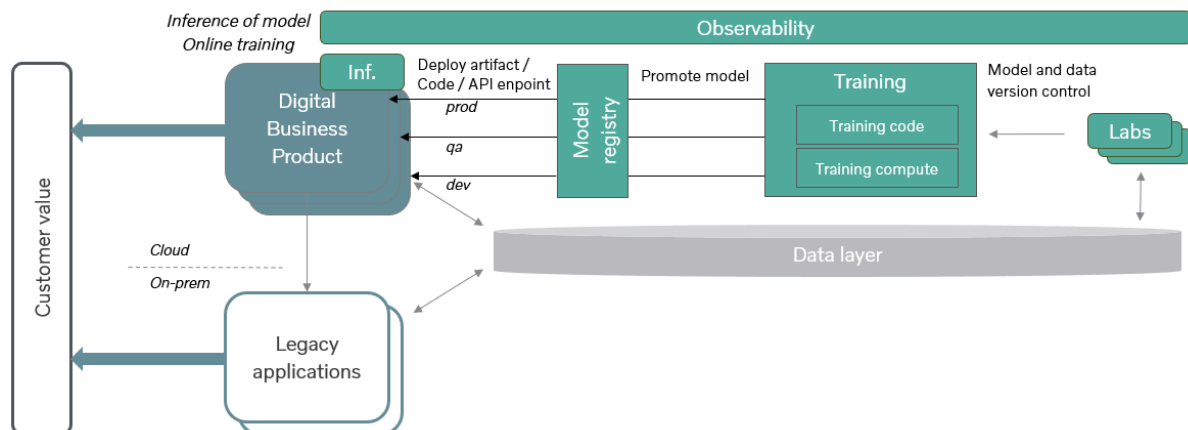 Inference of model
Online training
Observability
Inf.
Deploy artifact /
Code / API enpoint
Promote model
Model and data
version control
Digital
Business
Product
prod
qa
dev
Model
registry
Training
Training code
Training compute
Labs
Customer value
Cloud
On-prem
Data layer
Legacy
applications